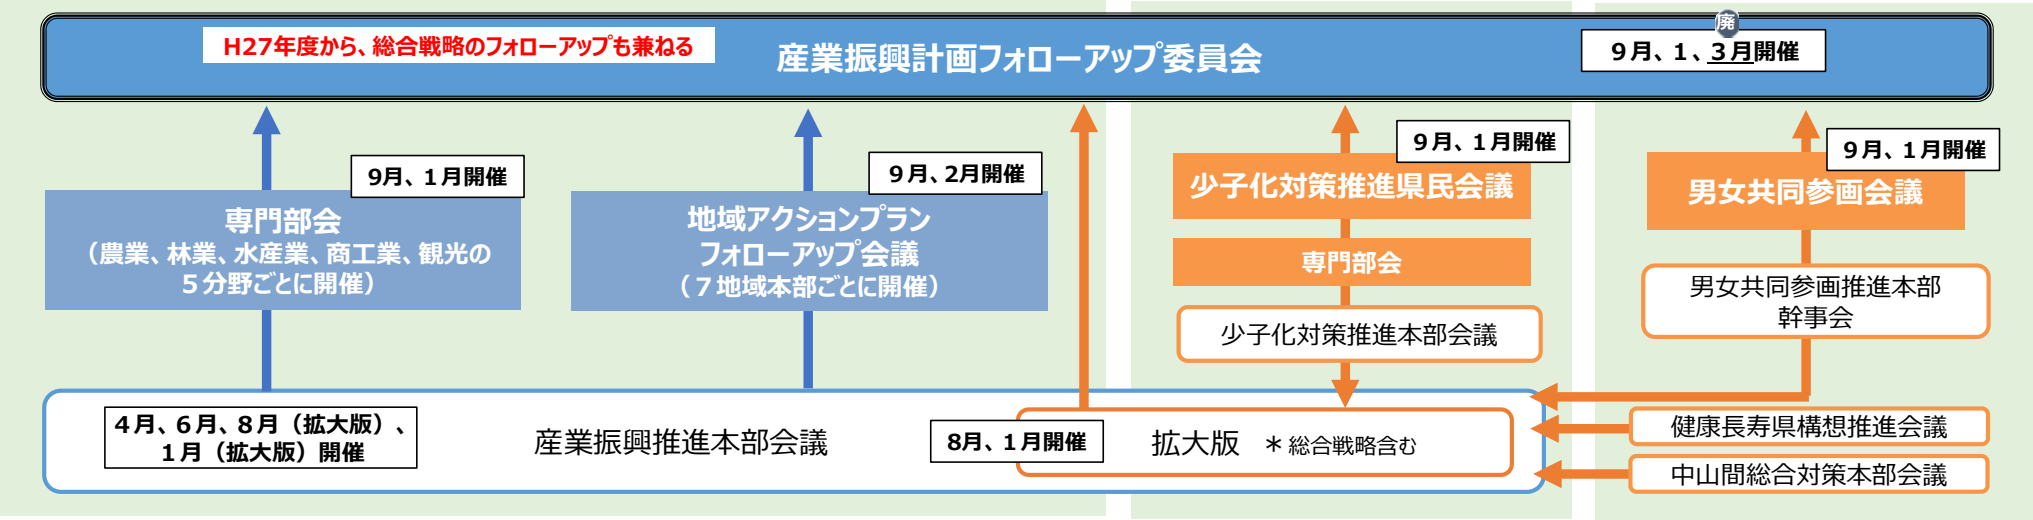 廃
H27年度から、総合戦略のフォローアップも兼ねる
産業振興計画フォローアップ委員会
9月、1、3月開催
9月、1月開催
専門部会
（農業、林業、水産業、商工業、観光の
5分野ごとに開催）
9月、2月開催
地域アクションプラン
フォローアップ会議
（7地域本部ごとに開催）
9月、1月開催
少子化対策推進県民会議
専門部会
少子化対策推進本部会議
9月、1月開催
男女共同参画会議
男女共同参画推進本部
幹事会
4月、6月、8月（拡大版）、
1月（拡大版）開催
産業振興推進本部会議
8月、1月開催
拡大版　＊総合戦略含む
健康長寿県構想推進会議
中山間総合対策本部会議